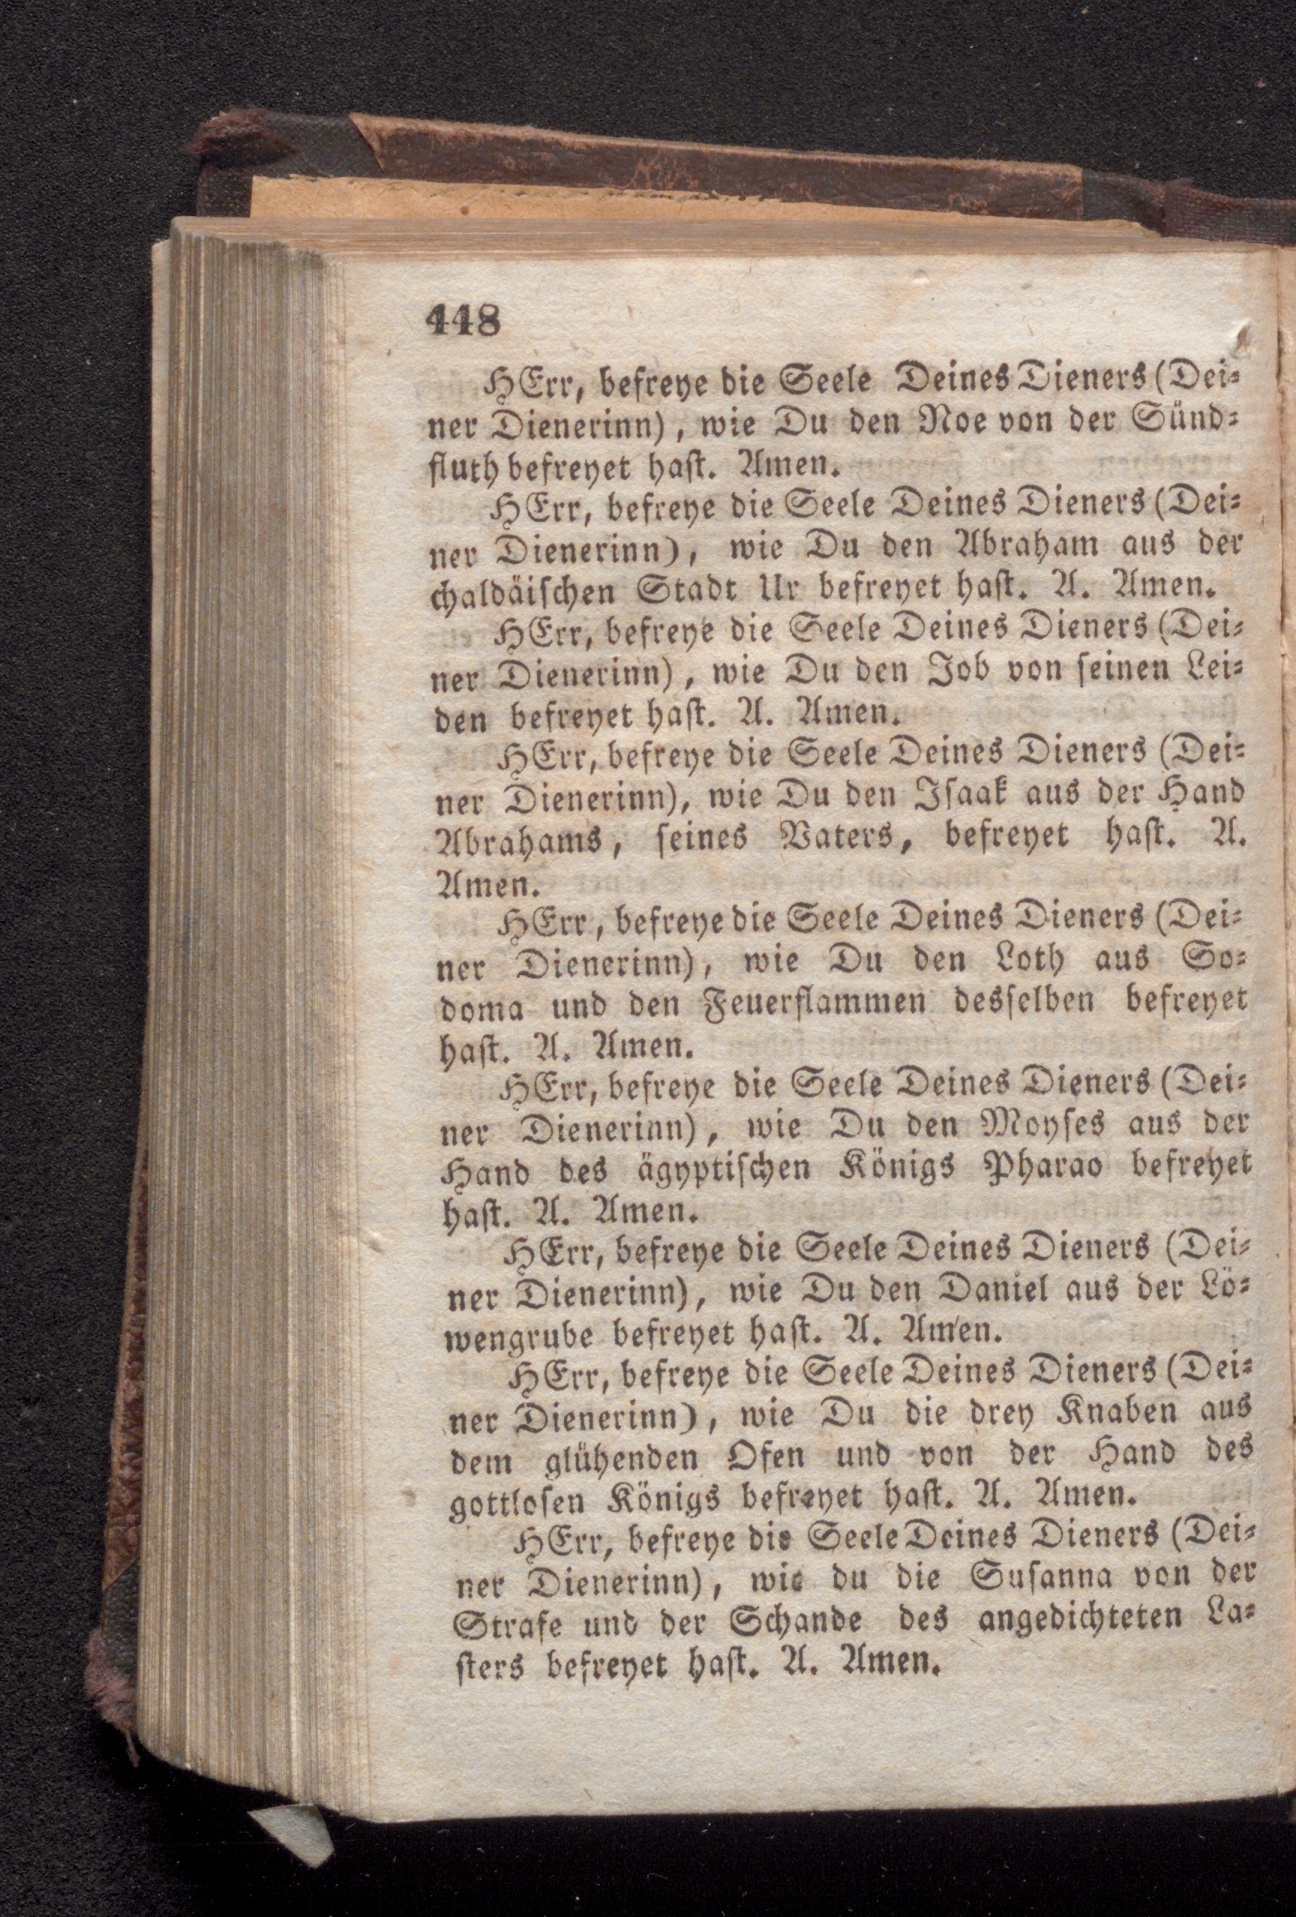 448
HErr, befreye die Seele Deines Dieners (Dei-
ner Dienerinn), wie Du den Noe von der Sünd-
fluth befreyet hast. Amen.
HErr, befreye die Seele Deines Dieners (Dei-
ner Dienerinn), wie Du den Abraham aus der
chaldäischen Stadt Ur befreyet hast. A. Amen.
HErr, befreye die Seele Deines Dieners (Dei-
ner Dienerinn), wie Du den Job von seinen Lei-
den befreyet hast. A. Amen.
HErr, befreye die Seele Deines Dieners (Dei-
ner Dienerinn), wie Du den Isaak aus der Hand
Abrahams, seines Vaters, befreyet hast. A.
Amen.
HErr, befreye die Seele Deines Dieners (Dei-
ner Dienerinn), wie Du den Loth aus So-
doma und den Feuerflammen desselben befreyet
hast. A. Amen.
HErr, befreye die Seele Deines Dieners (Dei-
ner Dienerinn), wie Du den Moyses aus der
Hand des ägyptischen Königs Pharao befreyet
hast. A. Amen.
HErr, befreye die Seele Deines Dieners (Dei-
ner Dienerinn), wie Du den Daniel aus der Lö-
wengrube befreyet hast. A. Amen.
HErr, befreye die Seele Deines Dieners (Dei-
ner Dienerinn), wie Du die drey Knaben aus
dem glühenden Ofen und von der Hand des
gottlosen Königs befreyet hast. A. Amen.
HErr, befreye die Seele Deines Dieners (Dei-
ner Dienerinn), wie du die Susanna von der
Strafe und der Schande des angedichteten La-
sters befreyet hast. A. Amen.